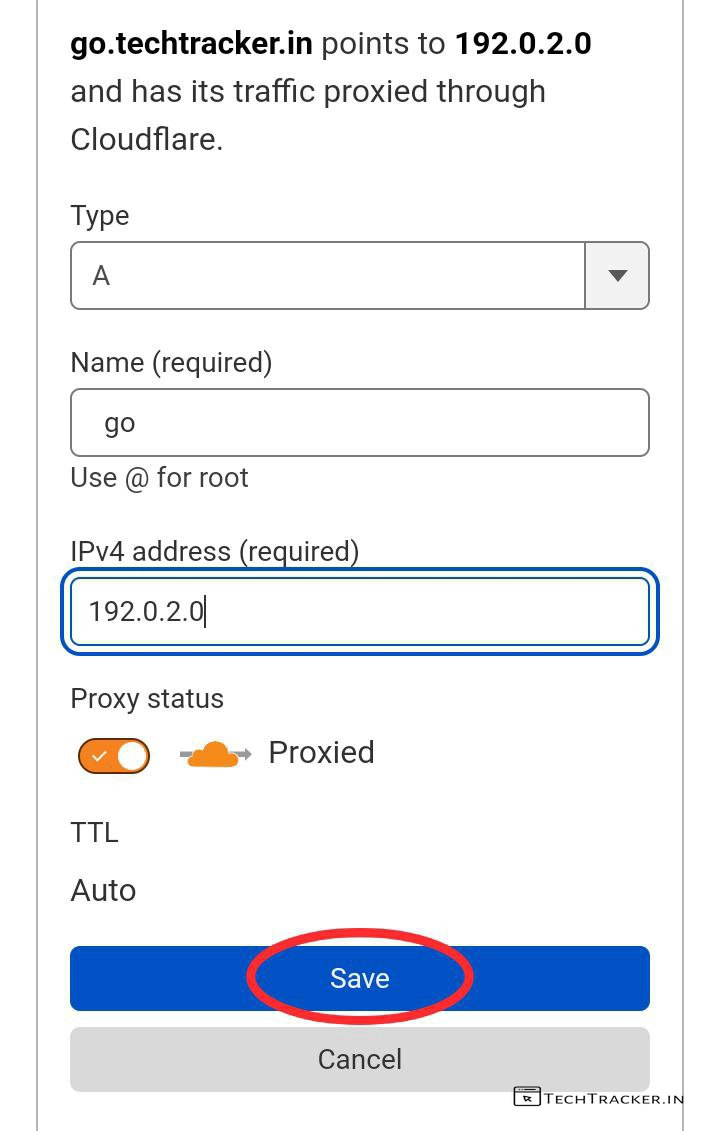 go.techtracker.in points to 192.0.2.0
and has its traffic proxied through
Cloudflare.
Type
A
Name (required)
go
Use @ for root
IPv4 address (required)
192.0.2.0
Proxy status
Proxied
TTL
Auto
Save
Cancel
TECHTRACKER.IN